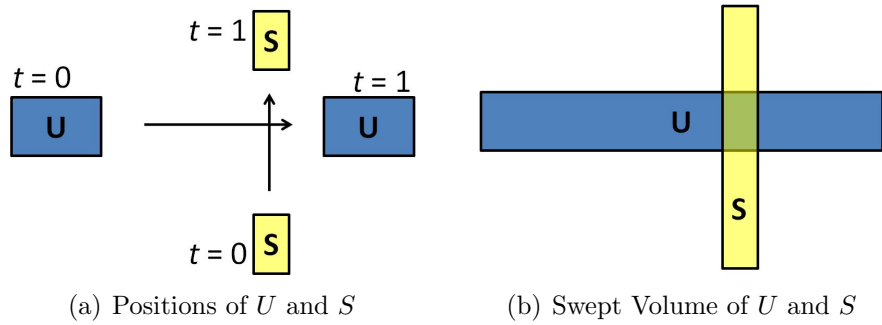 t = 1
S
t = 0
t = 1
U
U
t = 0
S
U
S
(a) Positions of U and S
(b) Swept Volume of U and S